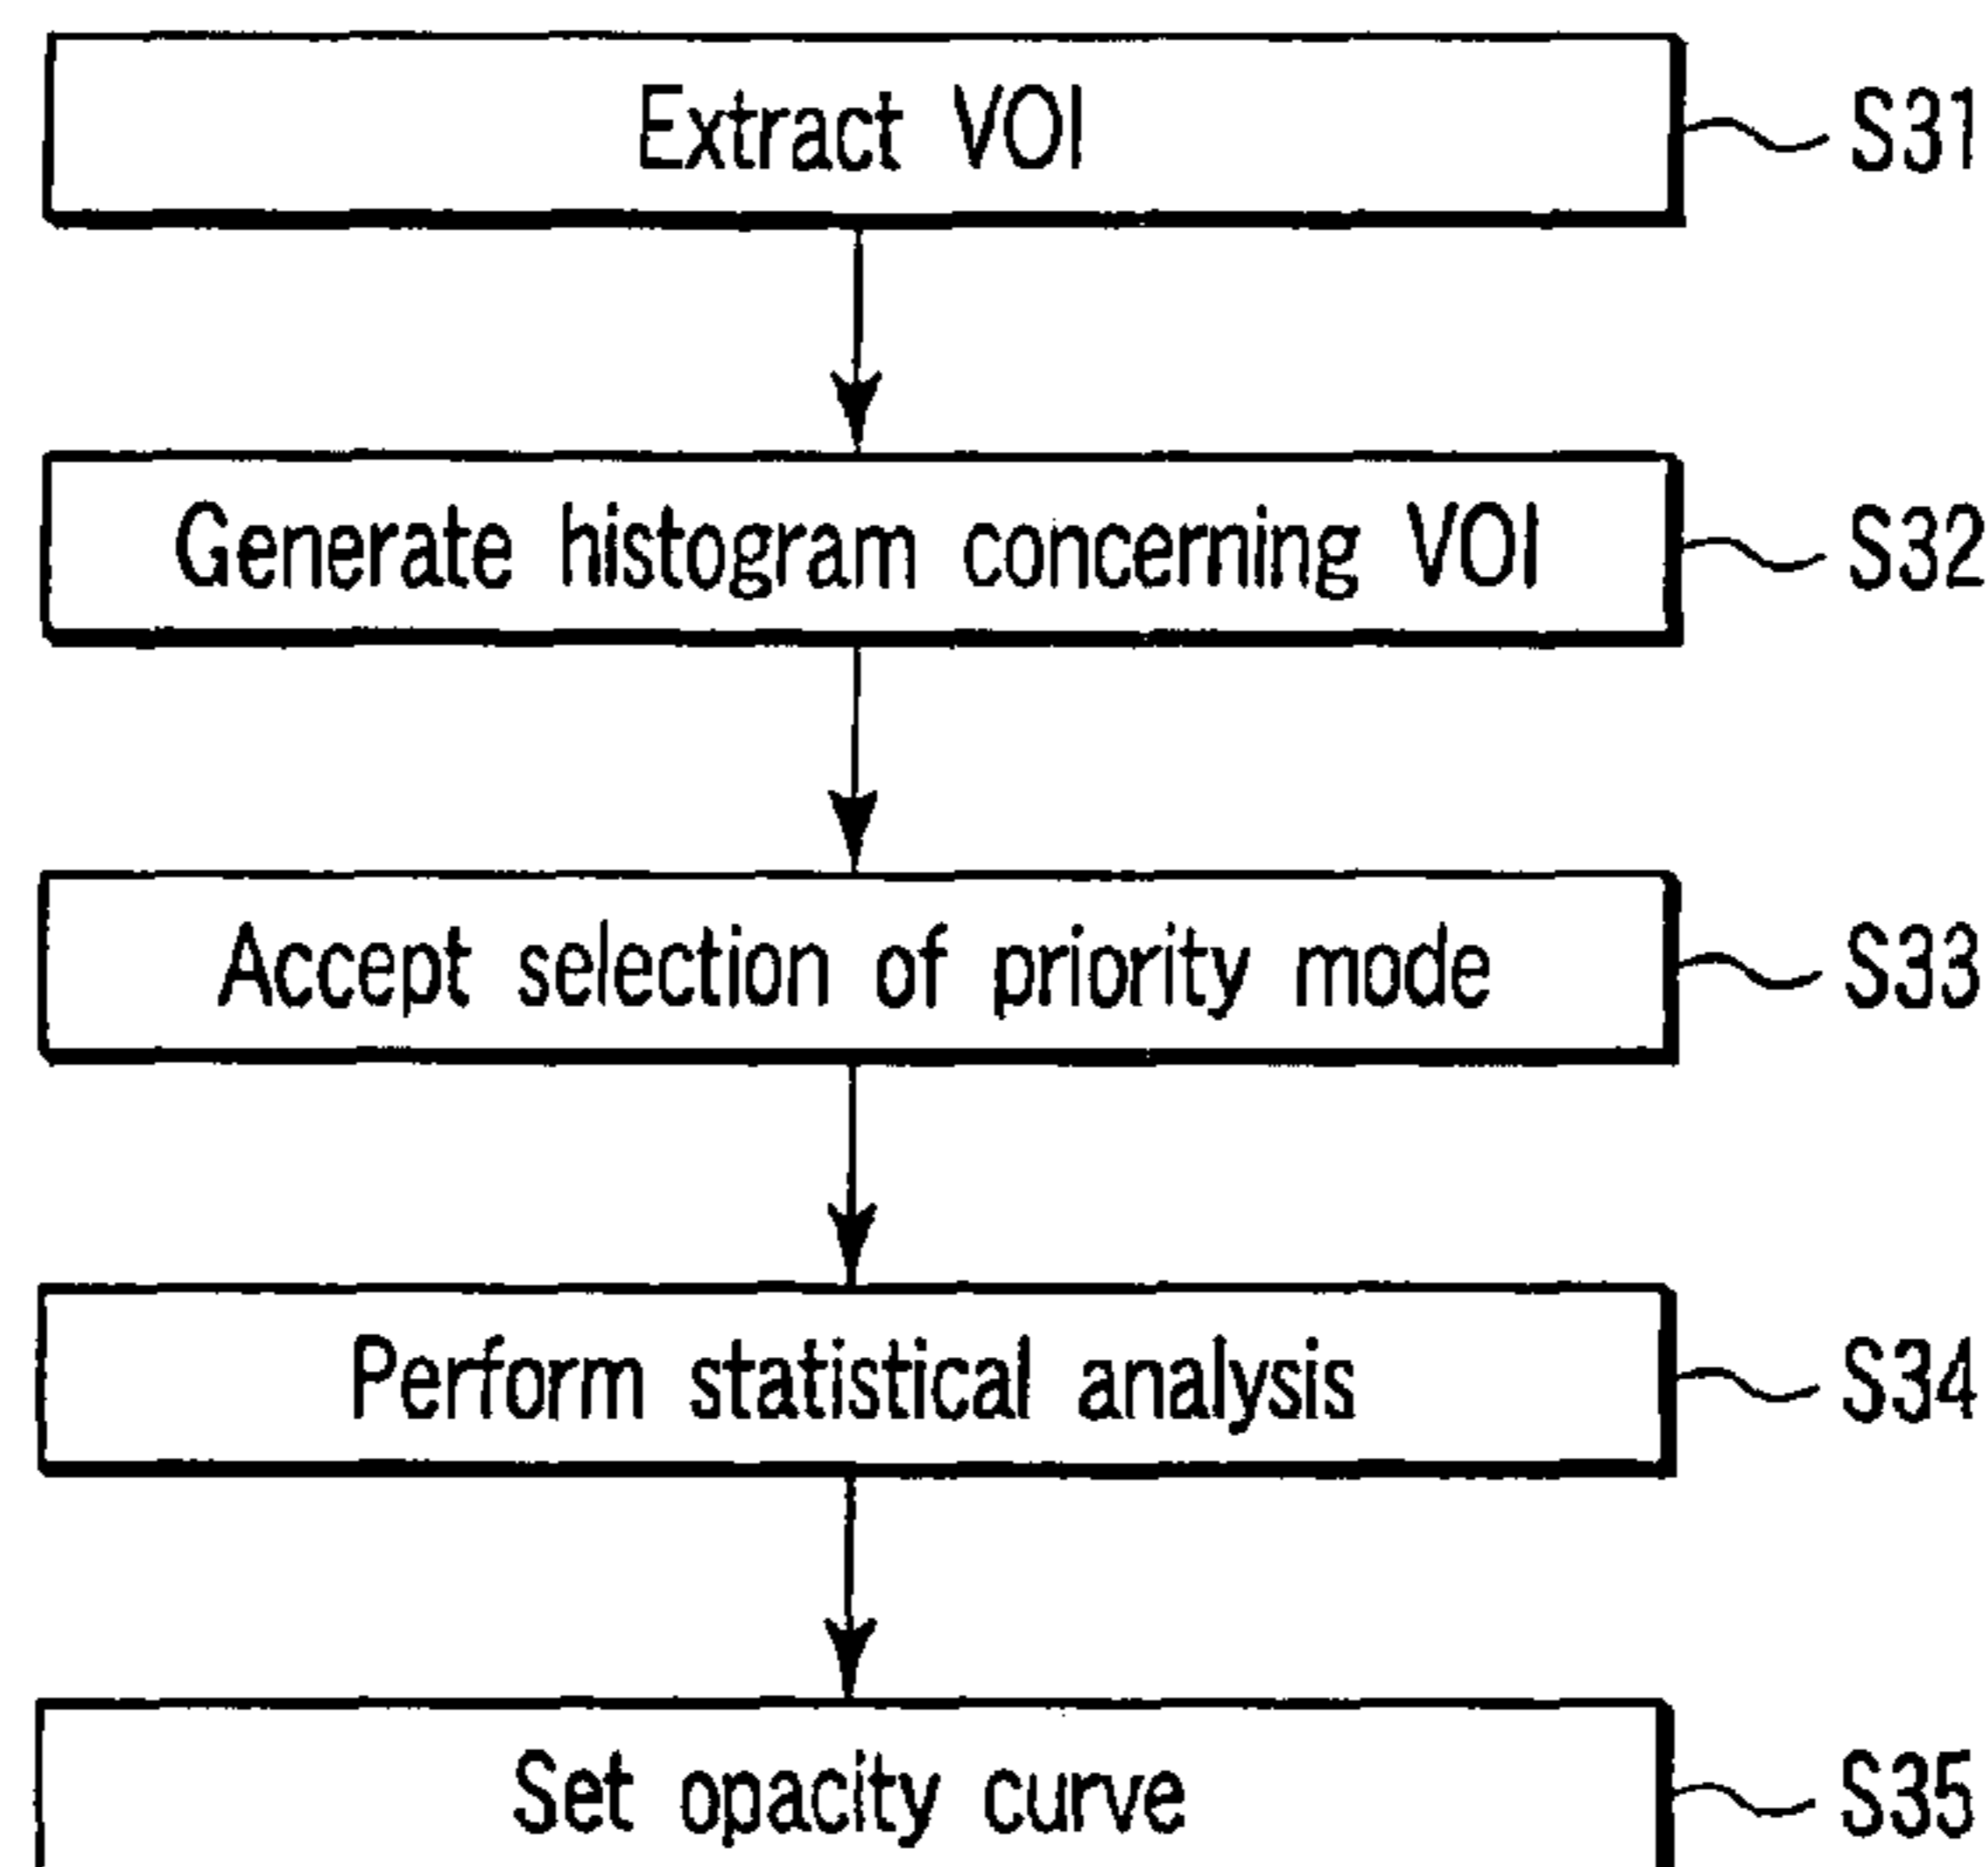 Extract VOI S31
Generate histogram concerning VOI S32
Accept selection of priority mode S33
Perform statistical analysis S34
Set opacity curve S35